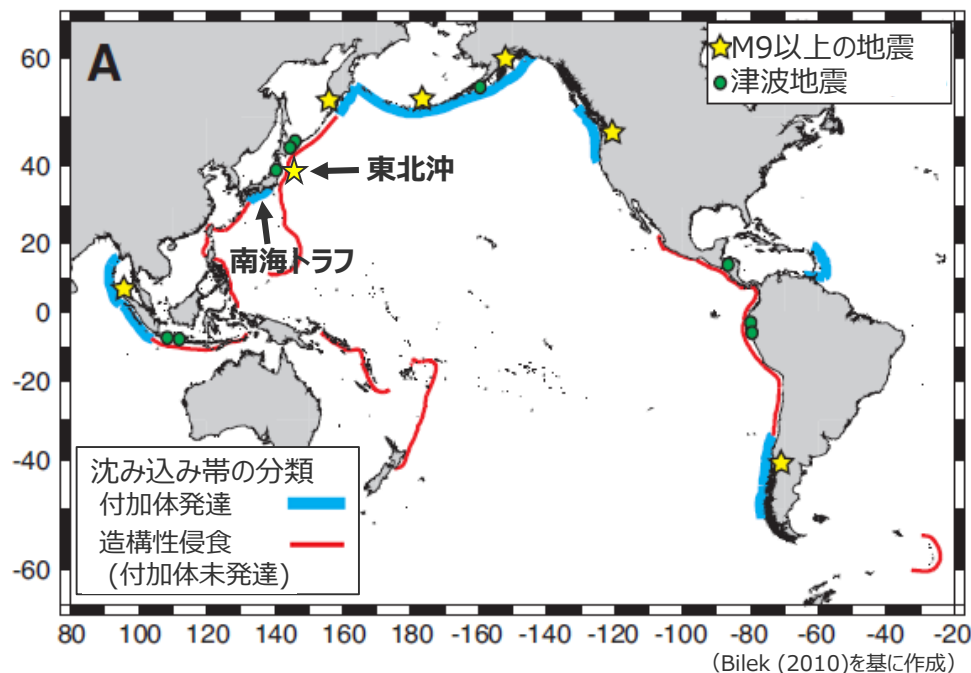 A
M9以上の地震
津波地震
東北沖
南海トラフ
沈み込み帯の分類
付加体発達
造構性侵食
(付加体未発達)
60
40
20
0
-20
-40
-60
80 100 120 140 160 180 -160 -140 -120 -100 -80 -60 -40 -20
（Bilek (2010)を基に作成）